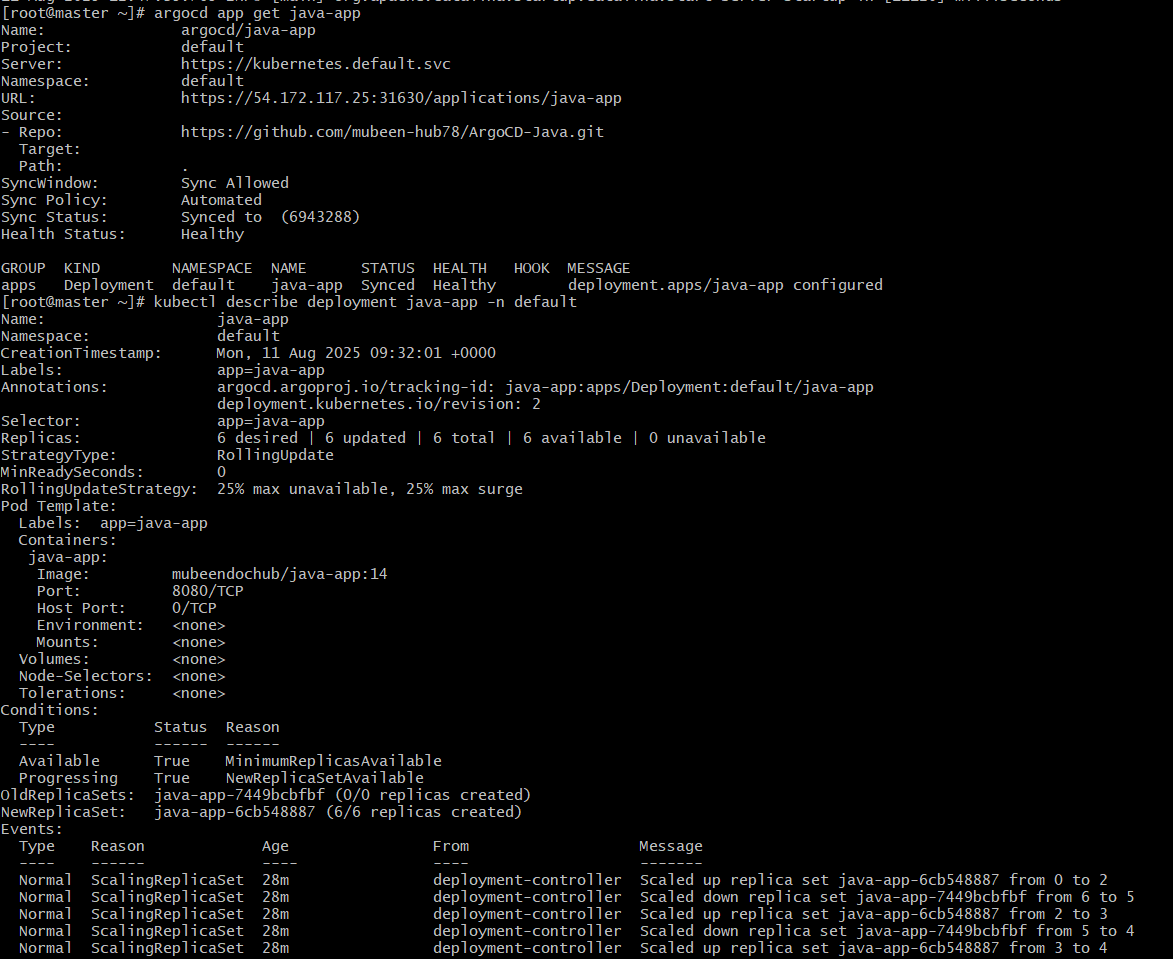 [root@master ~]# argocd app get java-app
Name:               argocd/java-app
Project:            default
Server:             https://kubernetes.default.svc
Namespace:          default
URL:                https://54.172.117.25:31630/applications/java-app
Source:
- Repo:             https://github.com/mubeen-hub78/ArgoCD-Java.git
  Target:
  Path:             .
SyncWindow:         Sync Allowed
Sync Policy:        Automated
Sync Status:        Synced to  (6943288)
Health Status:      Healthy

GROUP  KIND        NAMESPACE  NAME      STATUS  HEALTH   HOOK  MESSAGE
apps   Deployment  default    java-app  Synced  Healthy        deployment.apps/java-app configured
[root@master ~]# kubectl describe deployment java-app -n default
Name:                   java-app
Namespace:              default
CreationTimestamp:      Mon, 11 Aug 2025 09:32:01 +0000
Labels:                 app=java-app
Annotations:            argocd.argoproj.io/tracking-id: java-app:apps/Deployment:default/java-app
                        deployment.kubernetes.io/revision: 2
Selector:               app=java-app
Replicas:               6 desired | 6 updated | 6 total | 6 available | 0 unavailable
StrategyType:           RollingUpdate
MinReadySeconds:        0
RollingUpdateStrategy:  25% max unavailable, 25% max surge
Pod Template:
  Labels:  app=java-app
  Containers:
   java-app:
    Image:         mubeendochub/java-app:14
    Port:          8080/TCP
    Host Port:     0/TCP
    Environment:   <none>
    Mounts:        <none>
  Volumes:         <none>
  Node-Selectors:  <none>
  Tolerations:     <none>
Conditions:
  Type           Status  Reason
  ----           ------  ------
  Available      True    MinimumReplicasAvailable
  Progressing    True    NewReplicaSetAvailable
OldReplicaSets:  java-app-7449bcbfbf (0/0 replicas created)
NewReplicaSet:   java-app-6cb548887 (6/6 replicas created)
Events:
  Type    Reason             Age                From                   Message
  ----    ------             ----               ----                   -------
  Normal  ScalingReplicaSet  28m                deployment-controller  Scaled up replica set java-app-6cb548887 from 0 to 2
  Normal  ScalingReplicaSet  28m                deployment-controller  Scaled down replica set java-app-7449bcbfbf from 6 to 5
  Normal  ScalingReplicaSet  28m                deployment-controller  Scaled up replica set java-app-6cb548887 from 2 to 3
  Normal  ScalingReplicaSet  28m                deployment-controller  Scaled down replica set java-app-7449bcbfbf from 5 to 4
  Normal  ScalingReplicaSet  28m                deployment-controller  Scaled up replica set java-app-6cb548887 from 3 to 4